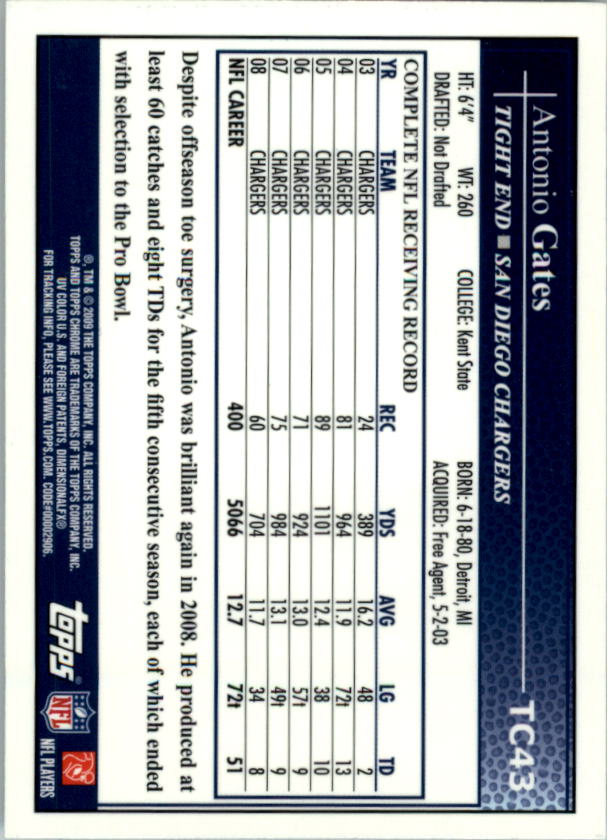 Antonio Gates
TC43
TIGHT END ■ SAN DIEGO CHARGERS
HT: 6'4" WT: 260 COLLEGE: Kent State BORN: 6-18-80, Detroit, MI
DRAFTED: Not Drafted ACQUIRED: Free Agent, 5-2-03
COMPLETE NFL RECEIVING RECORD
YR TEAM REC YDS AVG LG TD
03 CHARGERS 24 389 16.2 48 2
04 CHARGERS 81 964 11.9 72t 13
05 CHARGERS 89 1101 12.4 38 10
06 CHARGERS 71 924 13.0 57t 9
07 CHARGERS 75 984 13.1 49t 9
08 CHARGERS 60 704 11.7 34 8
NFL CAREER 400 5066 12.7 72t 51
Despite offseason toe surgery, Antonio was brilliant again in 2008. He produced at
least 60 catches and eight TDs for the fifth consecutive season, each of which ended
with selection to the Pro Bowl.
®, TM & © 2009 THE TOPPS COMPANY, INC. ALL RIGHTS RESERVED.
TOPPS AND TOPPS CHROME ARE TRADEMARKS OF THE TOPPS COMPANY, INC.
UV COLOR U.S. AND FOREIGN PATENTS, DIMENSIONALFX®
FOR TRACKING INFO, PLEASE SEE WWW.TOPPS.COM. CODE#00002906.
topps®
NFL
NFL PLAYERS